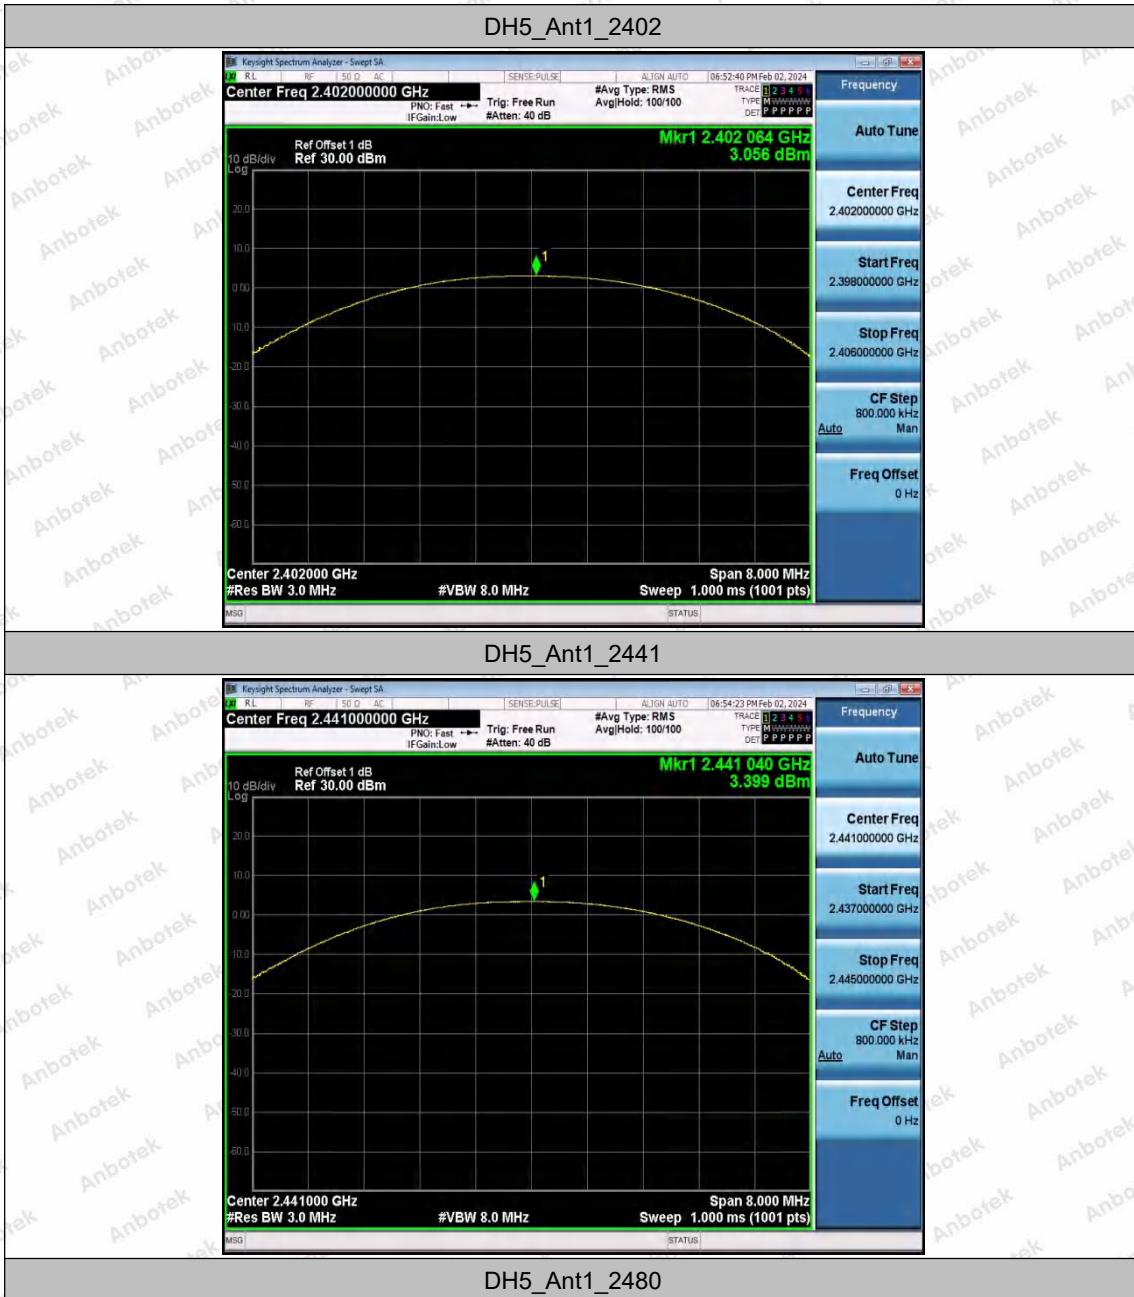 DH5_Ant1_2402
Keysight Spectrum Analyzer - Swept SA
RL RF 50 Ω AC SENSE:PULSE ALIGN AUTO 06:52:40 PM Feb 02, 2024
Center Freq 2.402000000 GHz
PNO: Fast
IFGain:Low
Trig: Free Run
#Atten: 40 dB
#Avg Type: RMS
Avg|Hold: 100/100
TRACE 1 2 3 4 5 6
TYPE M WWWWW
DET P P P P P P
Frequency
Mkr1 2.402 064 GHz
3.056 dBm
Ref Offset 1 dB
10 dB/div Ref 30.00 dBm
Log
20.0
10.0
0.00
-10.0
-20.0
-30.0
-40.0
-50.0
-60.0
1
Center 2.402000 GHz Span 8.000 MHz
#Res BW 3.0 MHz #VBW 8.0 MHz Sweep 1.000 ms (1001 pts)
MSG STATUS
Auto Tune
Center Freq
2.402000000 GHz
Start Freq
2.398000000 GHz
Stop Freq
2.406000000 GHz
CF Step
800.000 kHz
Auto Man
Freq Offset
0 Hz
DH5_Ant1_2441
Keysight Spectrum Analyzer - Swept SA
RL RF 50 Ω AC SENSE:PULSE ALIGN AUTO 06:54:23 PM Feb 02, 2024
Center Freq 2.441000000 GHz
PNO: Fast
IFGain:Low
Trig: Free Run
#Atten: 40 dB
#Avg Type: RMS
Avg|Hold: 100/100
TRACE 1 2 3 4 5 6
TYPE M WWWWW
DET P P P P P P
Frequency
Mkr1 2.441 040 GHz
3.399 dBm
Ref Offset 1 dB
10 dB/div Ref 30.00 dBm
Log
20.0
10.0
0.00
-10.0
-20.0
-30.0
-40.0
-50.0
-60.0
1
Center 2.441000 GHz Span 8.000 MHz
#Res BW 3.0 MHz #VBW 8.0 MHz Sweep 1.000 ms (1001 pts)
MSG STATUS
Auto Tune
Center Freq
2.441000000 GHz
Start Freq
2.437000000 GHz
Stop Freq
2.445000000 GHz
CF Step
800.000 kHz
Auto Man
Freq Offset
0 Hz
DH5_Ant1_2480
Anbotek